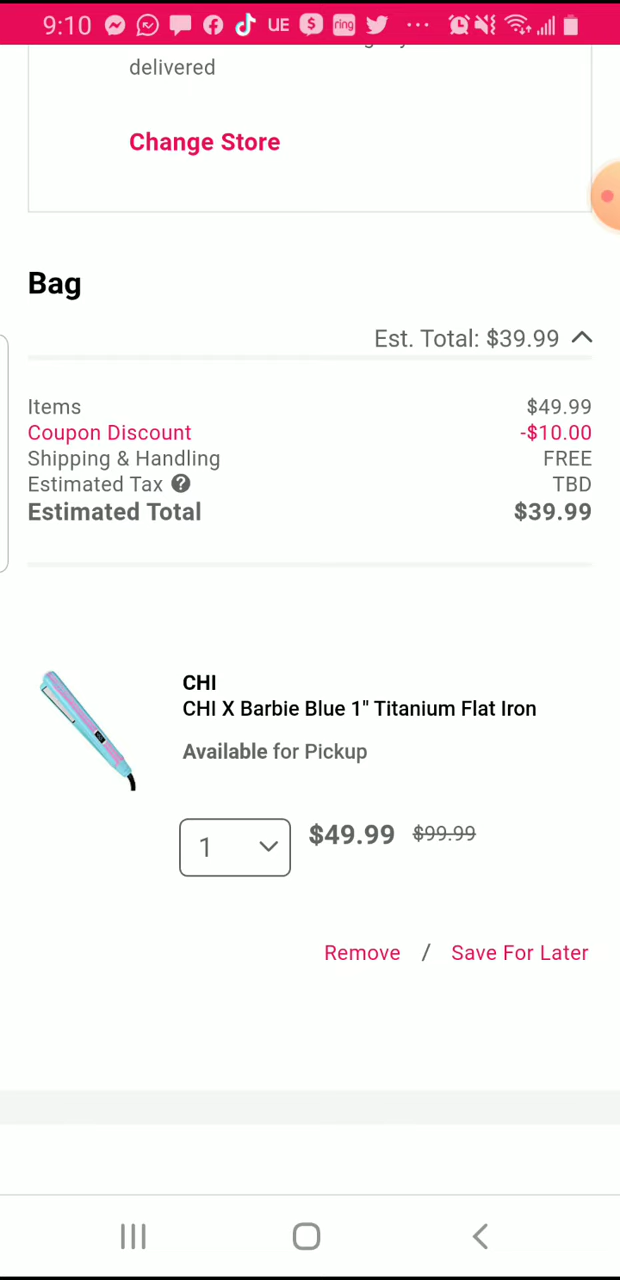 9:10 UE $ ring
delivered
Change Store
Bag
Est. Total: $39.99
Items $49.99
Coupon Discount -$10.00
Shipping & Handling FREE
Estimated Tax ? TBD
Estimated Total $39.99
CHI
CHI X Barbie Blue 1" Titanium Flat Iron
Available for Pickup
1 $49.99 $99.99
Remove / Save For Later